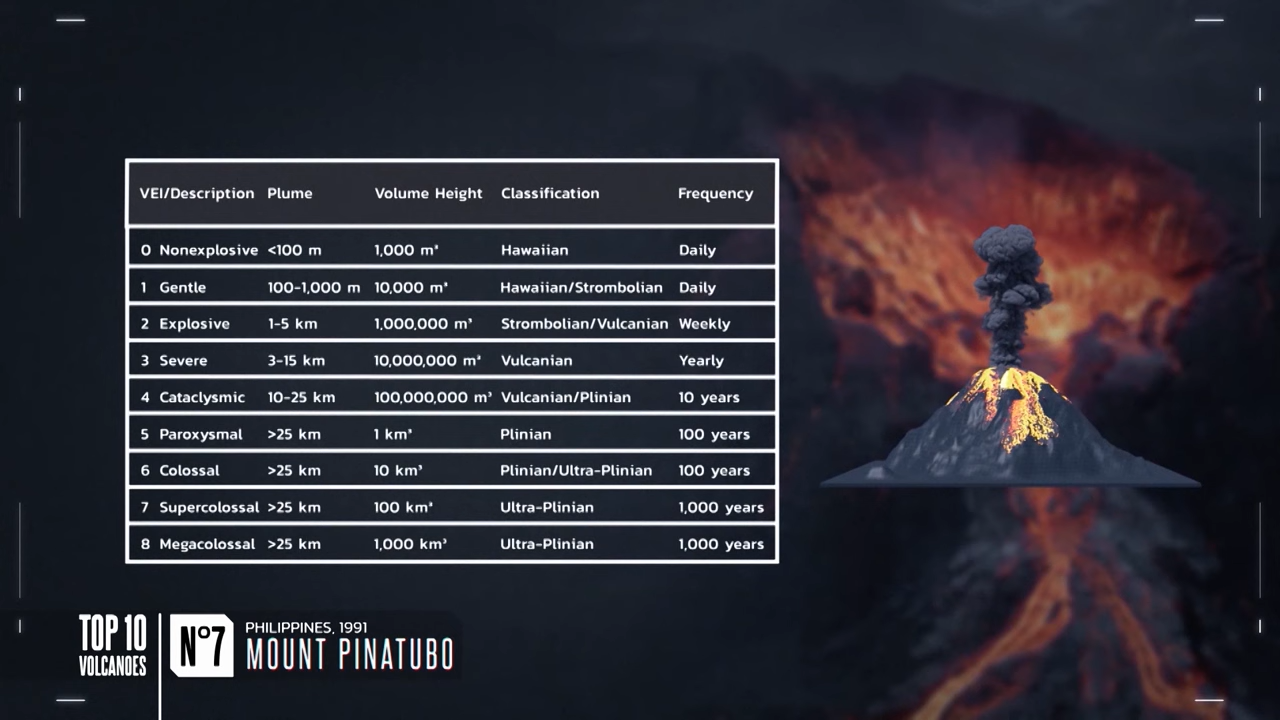 VEI/Description Plume Volume Height Classification Frequency
0 Nonexplosive <100 m 1,000 m³ Hawaiian Daily
1 Gentle 100-1,000 m 10,000 m³ Hawaiian/Strombolian Daily
2 Explosive 1-5 km 1,000,000 m³ Strombolian/Vulcanian Weekly
3 Severe 3-15 km 10,000,000 m³ Vulcanian Yearly
4 Cataclysmic 10-25 km 100,000,000 m³ Vulcanian/Plinian 10 years
5 Paroxysmal >25 km 1 km³ Plinian 100 years
6 Colossal >25 km 10 km³ Plinian/Ultra-Plinian 100 years
7 Supercolossal >25 km 100 km³ Ultra-Plinian 1,000 years
8 Megacolossal >25 km 1,000 km³ Ultra-Plinian 1,000 years
TOP 10
VOLCANOES
N°7
PHILIPPINES, 1991
MOUNT PINATUBO